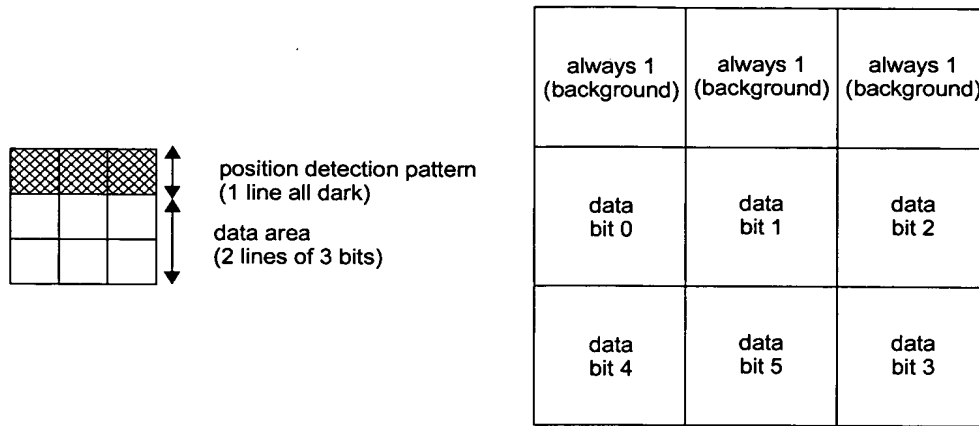 position detection pattern
(1 line all dark)
data area
(2 lines of 3 bits)
always 1
(background)
always 1
(background)
always 1
(background)
data
bit 0
data
bit 1
data
bit 2
data
bit 4
data
bit 5
data
bit 3